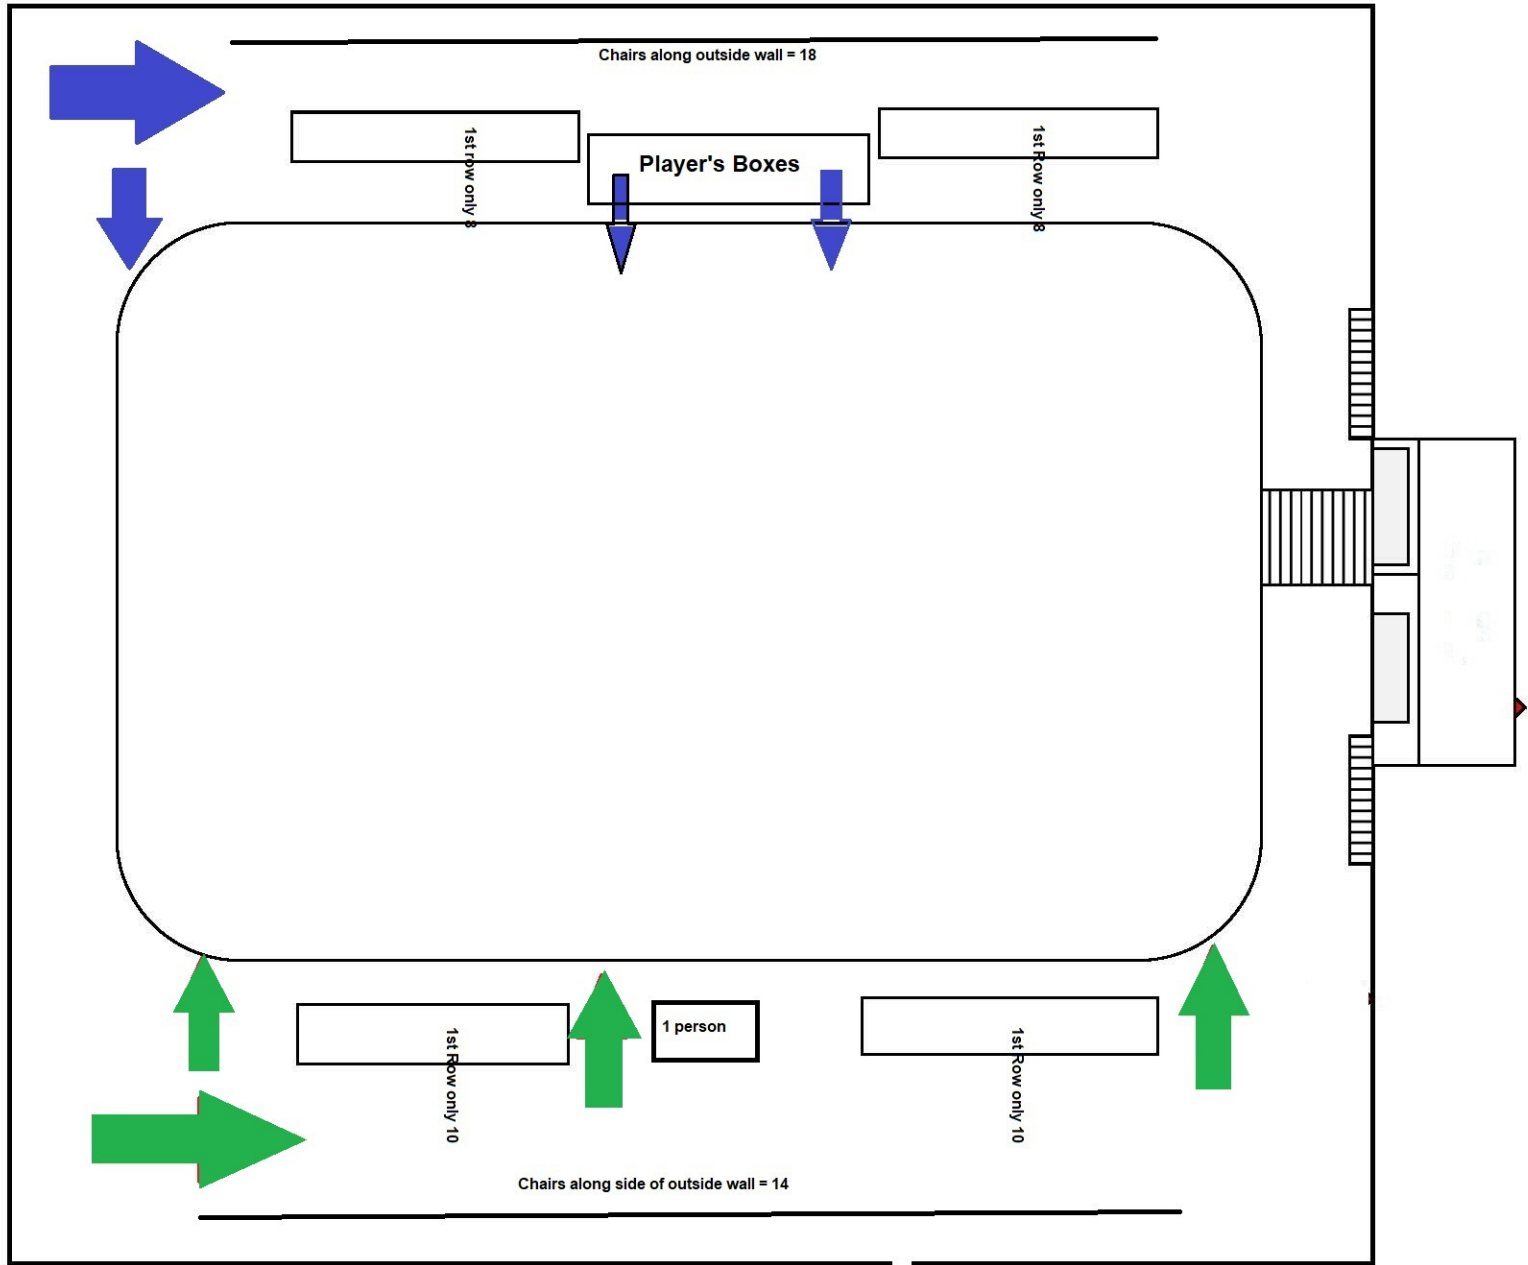 Chairs along outside wall = 18
1st row only 8
Player's Boxes
1st Row only 8
1st Row only 10
1 person
1st Row only 10
Chairs along side of outside wall = 14